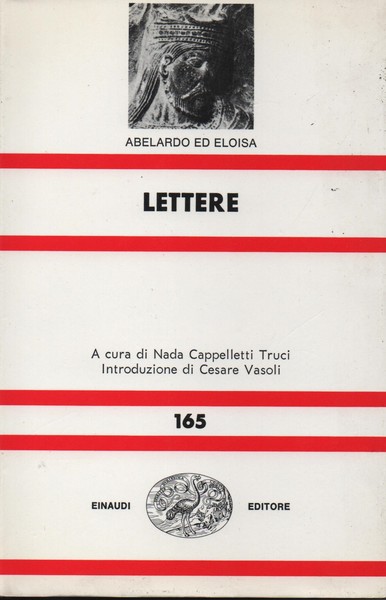 ABELARDO ED ELOISA
LETTERE
A cura di Nada Cappelletti Truci
Introduzione di Cesare Vasoli
165
EINAUDI EDITORE